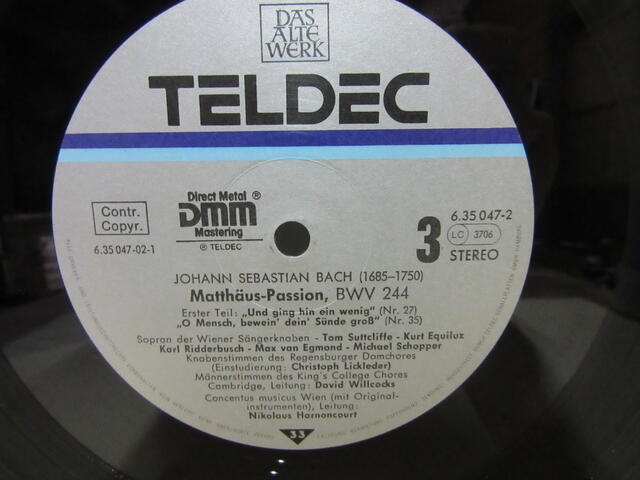 DAS
ALTE
WERK
TELDEC
Contr.
Copyr.
6.35 047-02-1
Direct Metal ®
DMM
Mastering
® TELDEC
3
6.35 047-2
LC 3706
STEREO
JOHANN SEBASTIAN BACH (1685–1750)
Matthäus-Passion, BWV 244
Erster Teil: „Und ging hin ein wenig" (Nr. 27)
„O Mensch, bewein' dein' Sünde groß" (Nr. 35)
Sopran der Wiener Sängerknaben - Tom Sutcliffe - Kurt Equiluz
Karl Ridderbusch - Max van Egmond - Michael Schopper
Knabenstimmen des Regensburger Domchores
(Einstudierung: Christoph Lickleder)
Männerstimmen des King's College Chores
Cambridge, Leitung: David Willcocks
Concentus musicus Wien (mit Original-
instrumenten), Leitung:
Nikolaus Harnoncourt
33